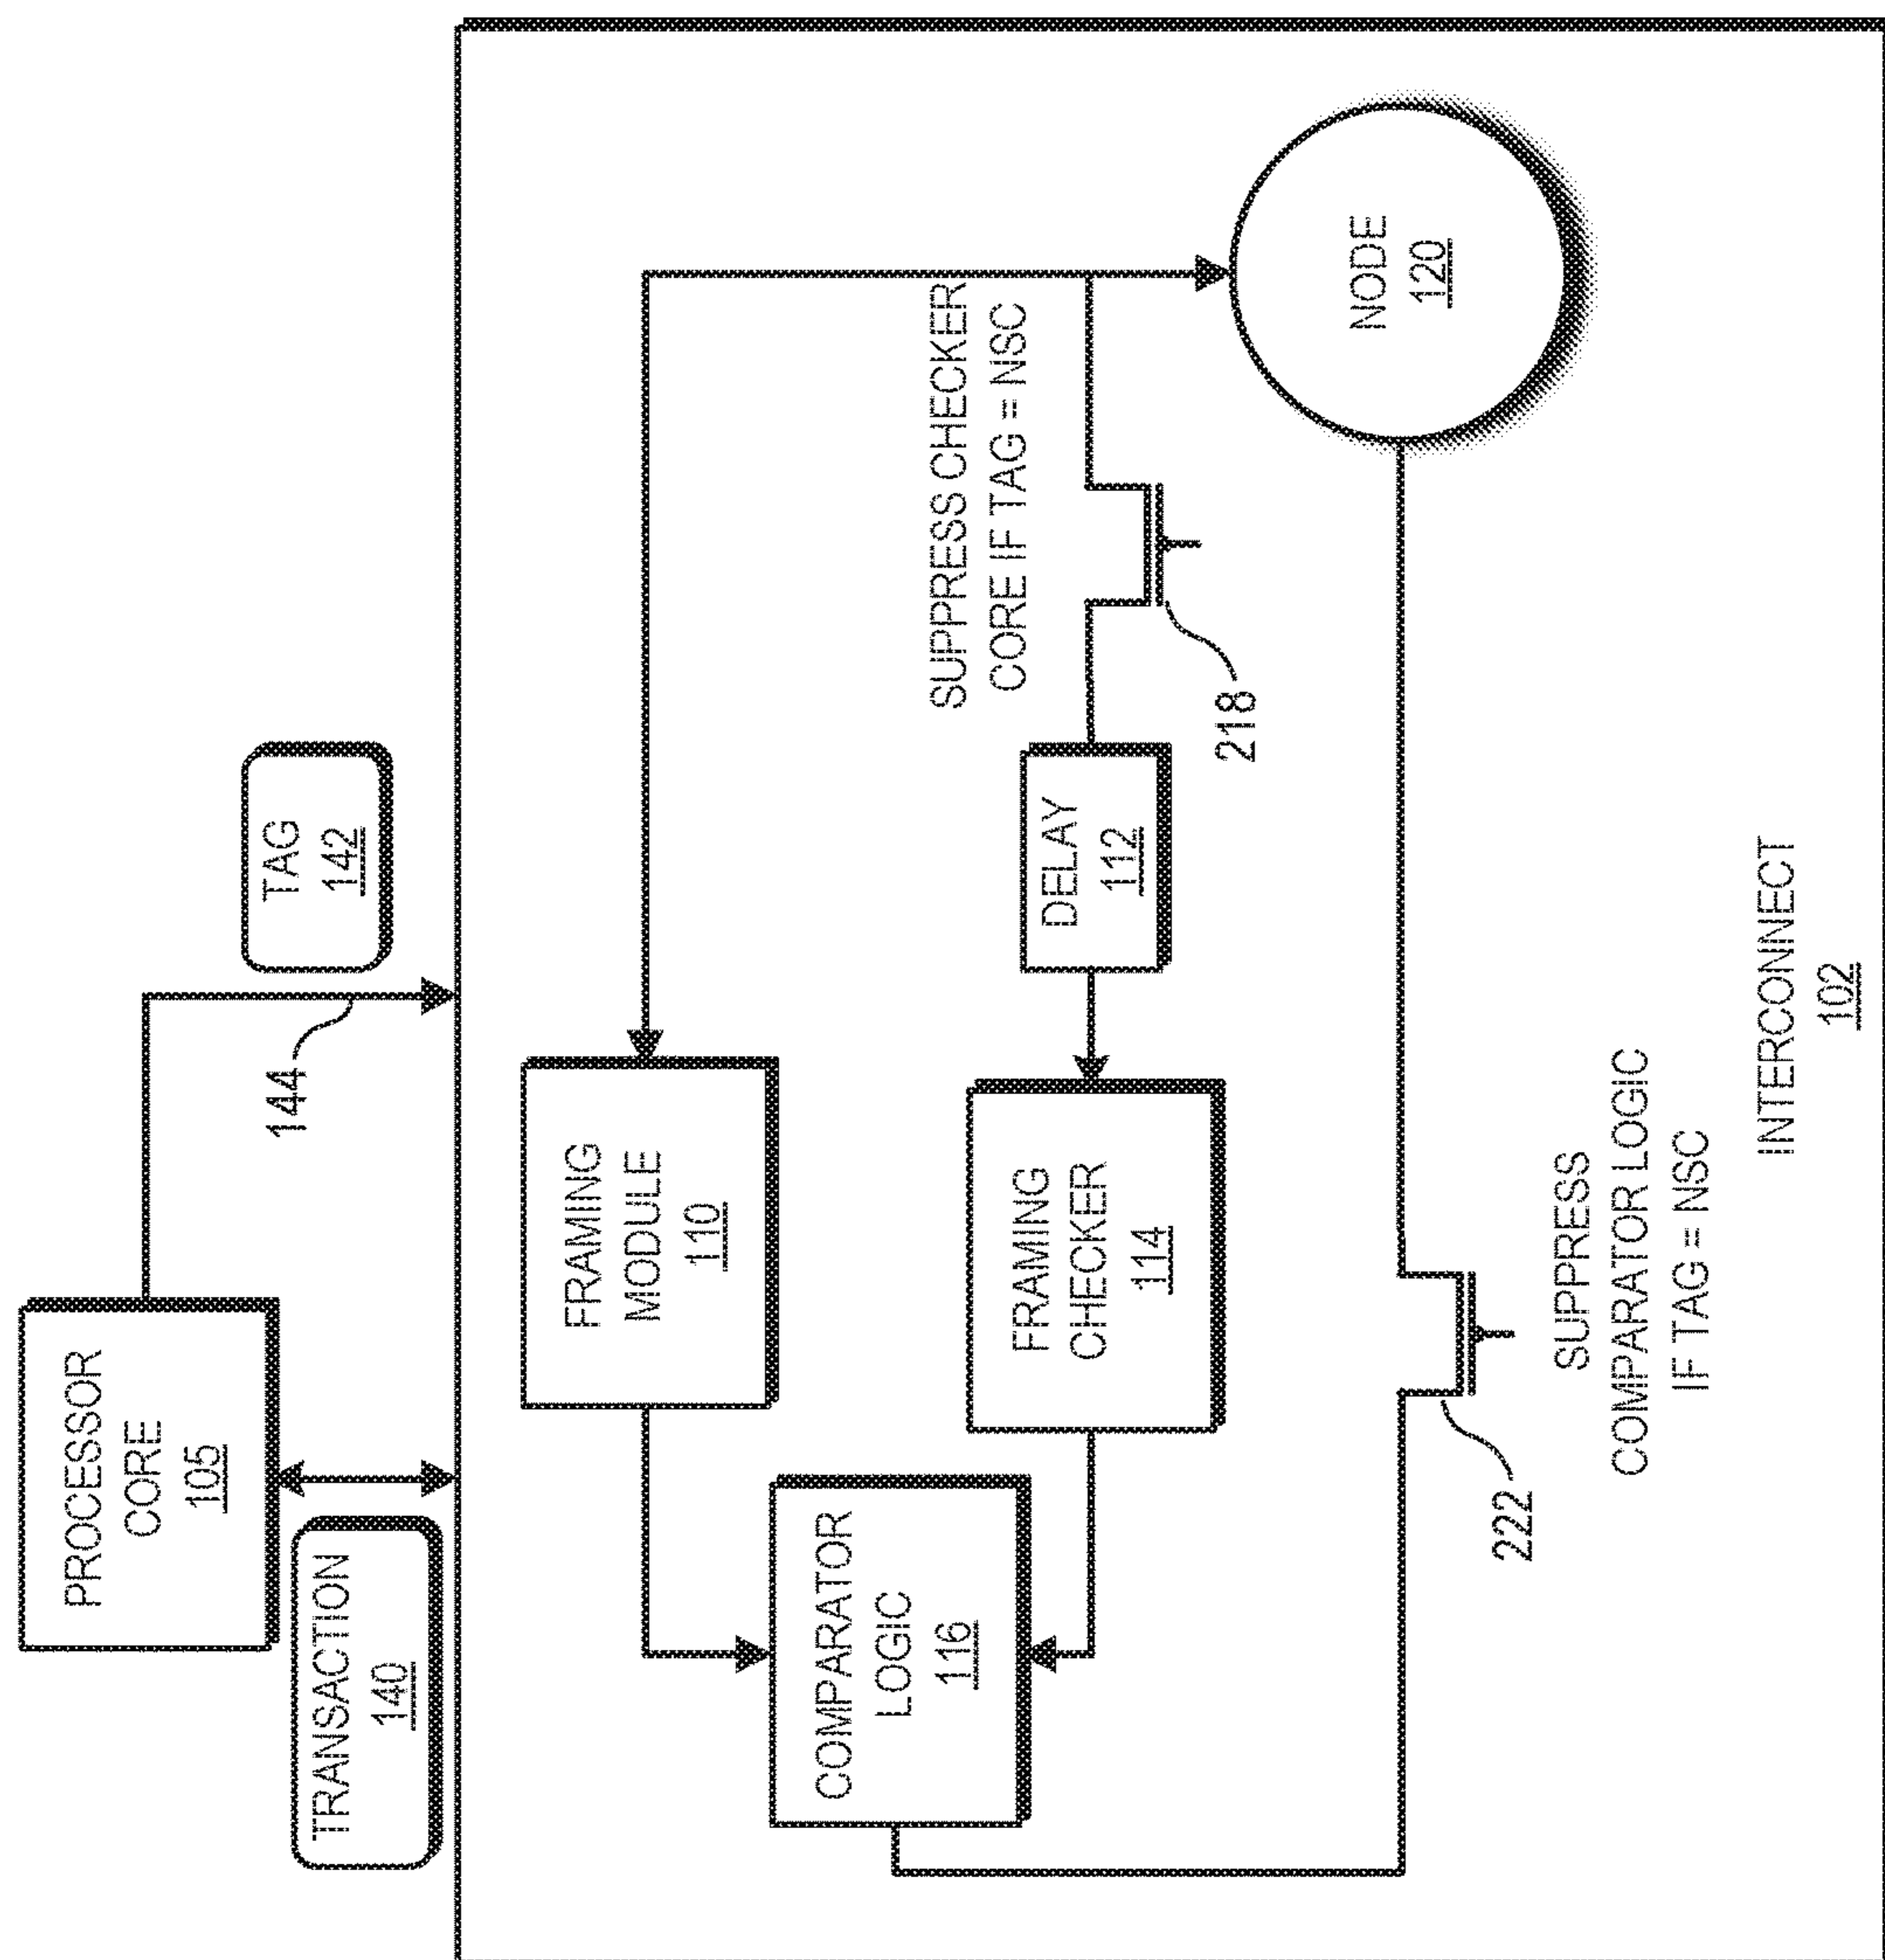 PROCESSOR
CORE
105
TRANSACTION
140
144
TAG
142
FRAMING
MODULE
110
COMPARATOR
LOGIC
116
FRAMING
CHECKER
114
DELAY
112
SUPPRESS CHECKER
CORE IF TAG = NSC
218
NODE
120
222
SUPPRESS
COMPARATOR LOGIC
IF TAG = NSC
INTERCONNECT
102